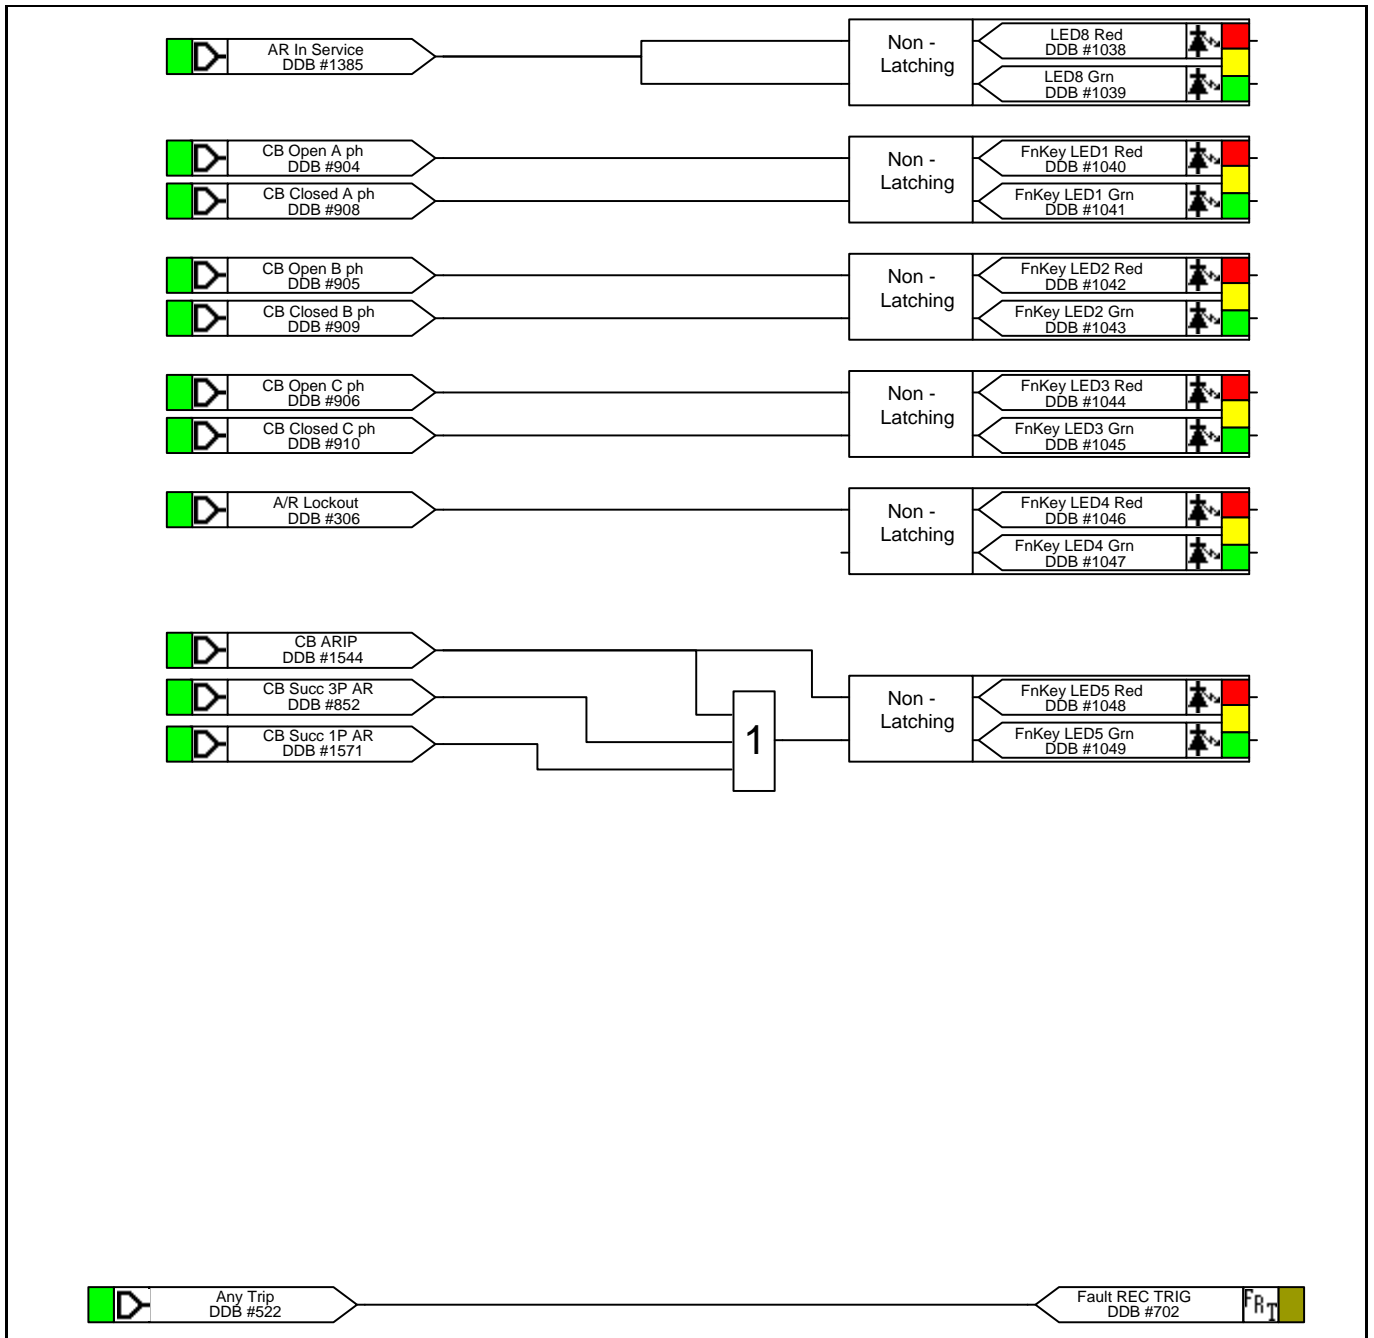 AR In Service
DDB #1385
Non -
Latching
LED8 Red
DDB #1038
LED8 Grn
DDB #1039
CB Open A ph
DDB #904
CB Closed A ph
DDB #908
Non -
Latching
FnKey LED1 Red
DDB #1040
FnKey LED1 Grn
DDB #1041
CB Open B ph
DDB #905
CB Closed B ph
DDB #909
Non -
Latching
FnKey LED2 Red
DDB #1042
FnKey LED2 Grn
DDB #1043
CB Open C ph
DDB #906
CB Closed C ph
DDB #910
Non -
Latching
FnKey LED3 Red
DDB #1044
FnKey LED3 Grn
DDB #1045
A/R Lockout
DDB #306
Non -
Latching
FnKey LED4 Red
DDB #1046
FnKey LED4 Grn
DDB #1047
CB ARIP
DDB #1544
CB Succ 3P AR
DDB #852
CB Succ 1P AR
DDB #1571
1
Non -
Latching
FnKey LED5 Red
DDB #1048
FnKey LED5 Grn
DDB #1049
Any Trip
DDB #522
Fault REC TRIG
DDB #702
FRT